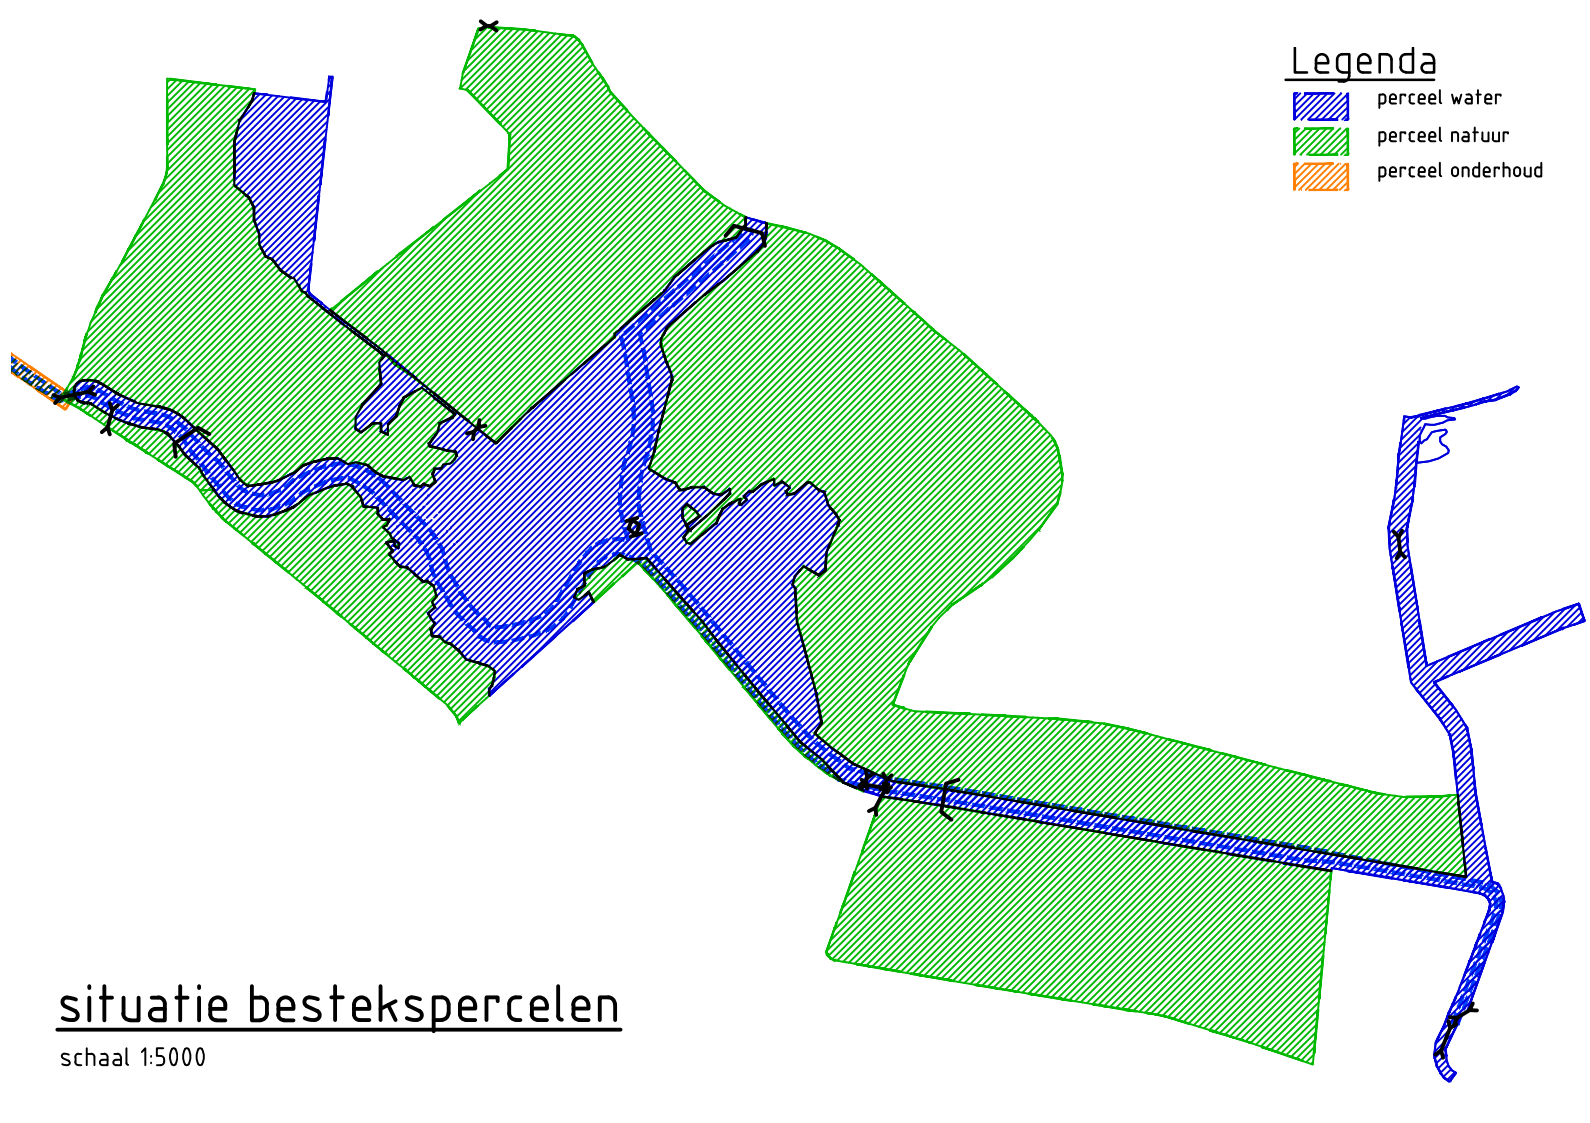 Legenda
perceel water
perceel natuur
perceel onderhoud
situatie bestekspercelen
schaal 1:5000